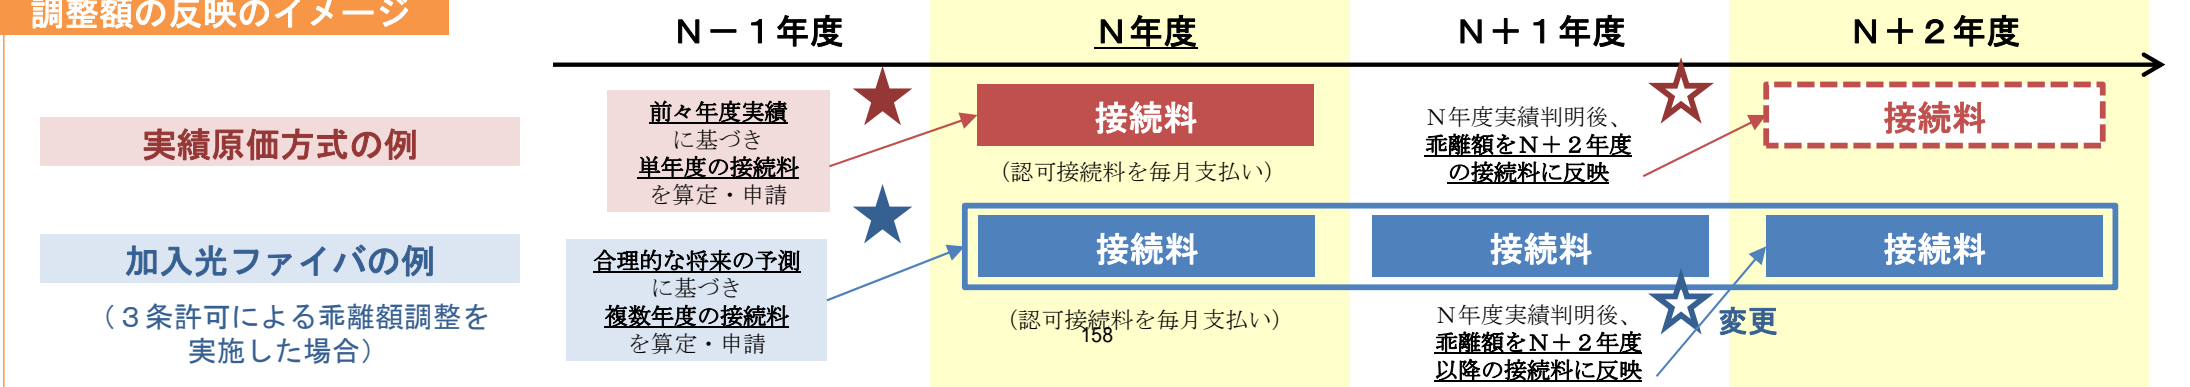 調整額の反映のイメージ
Ｎ－１年度
Ｎ年度
Ｎ＋１年度
Ｎ＋２年度
実績原価方式の例
前々年度実績
に基づき
単年度の接続料
を算定・申請
接続料
（認可接続料を毎月支払い）
Ｎ年度実績判明後、
乖離額をＮ＋２年度
の接続料に反映
接続料
加入光ファイバの例
（３条許可による乖離額調整を
実施した場合）
合理的な将来の予測
に基づき
複数年度の接続料
を算定・申請
接続料
接続料
接続料
（認可接続料を毎月支払い）
158
Ｎ年度実績判明後、
乖離額をＮ＋２年度
以降の接続料に反映
変更